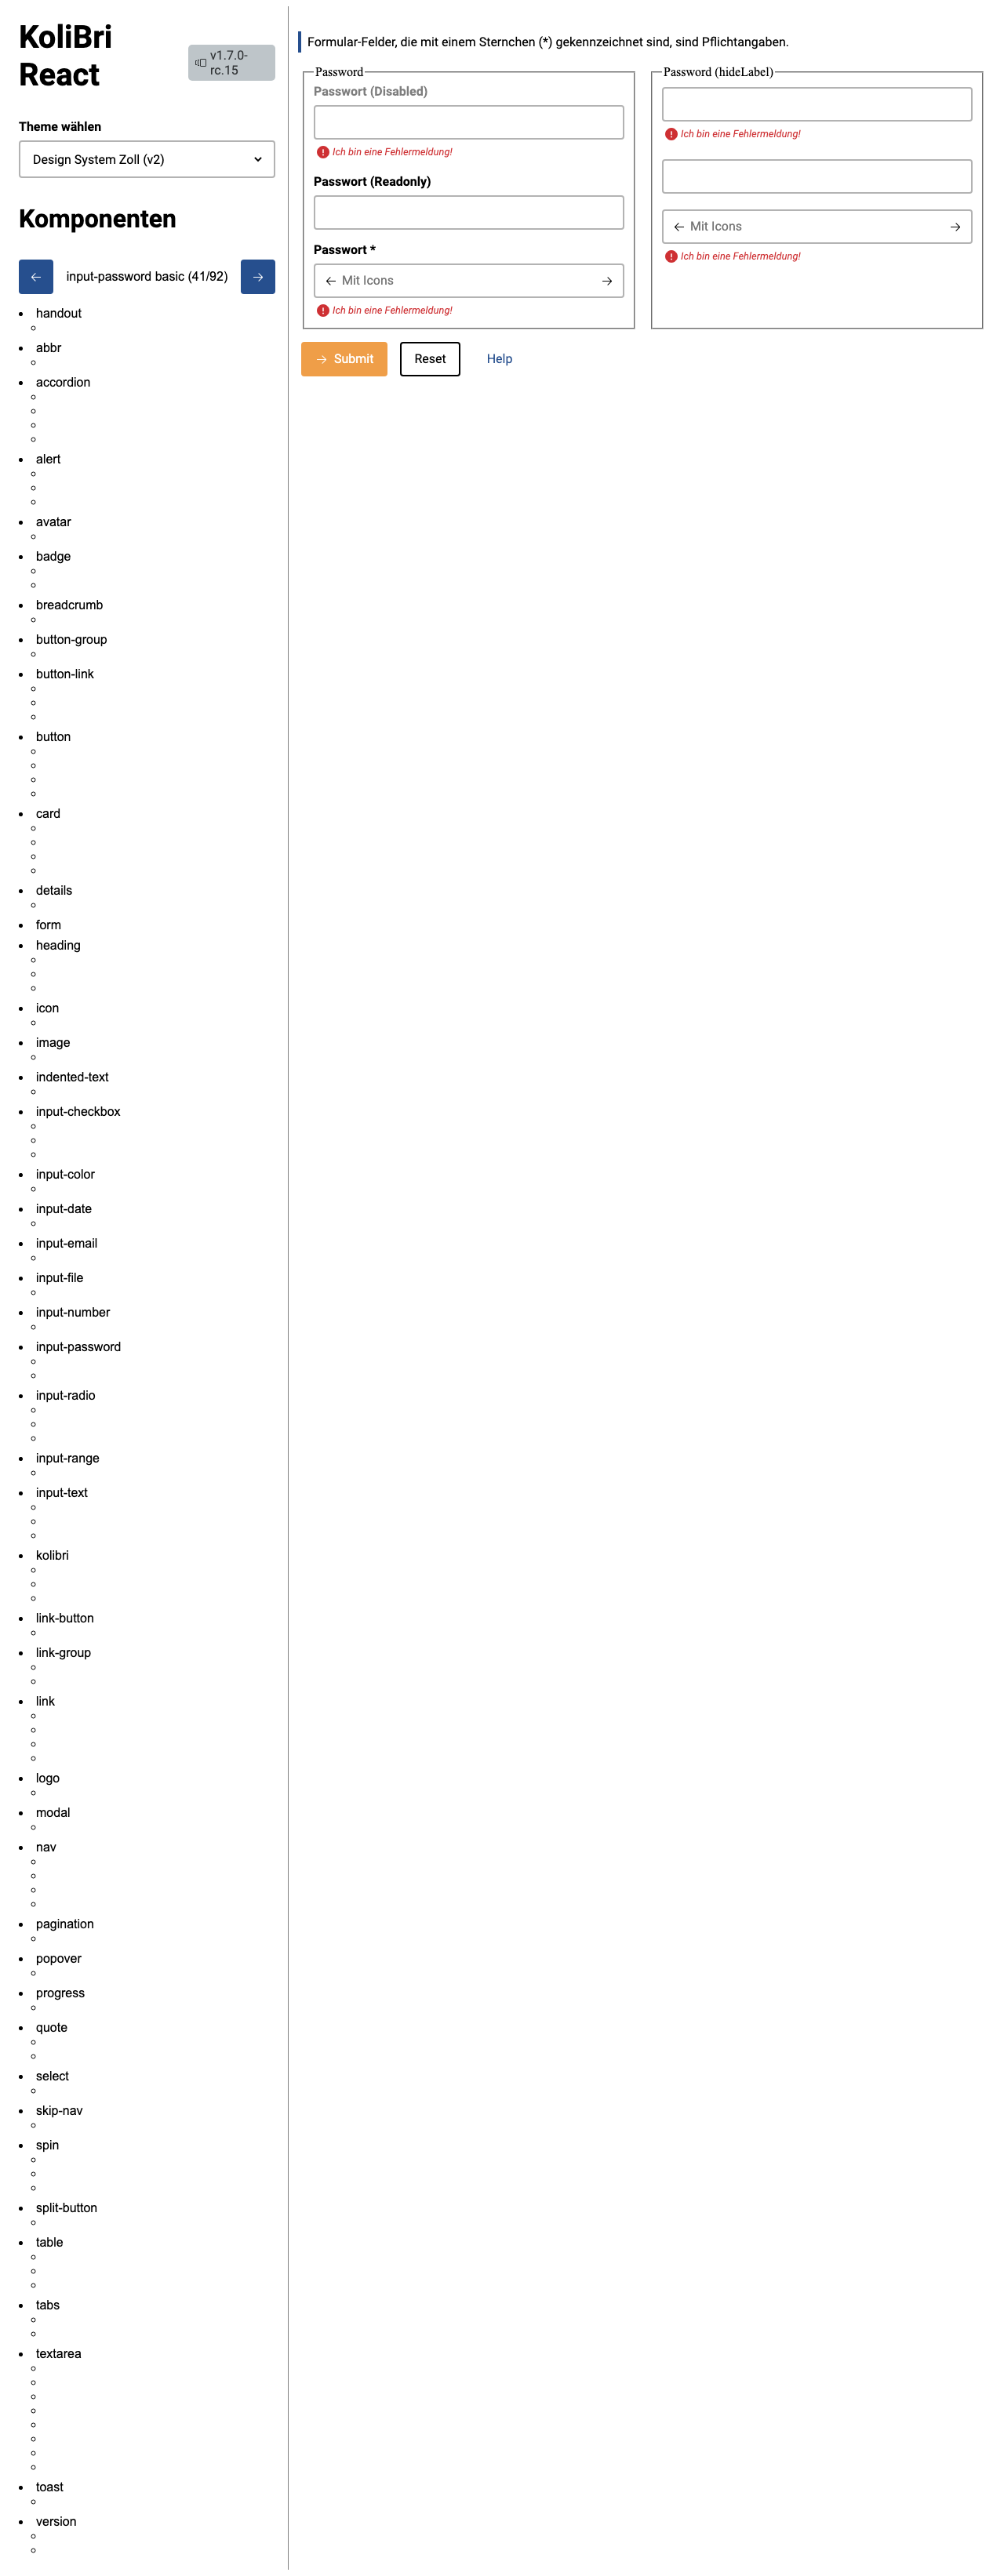 KoliBri
React
v1.7.0-
rc.15
Theme wählen
Design System Zoll (v2)
Komponenten
← input-password basic (41/92) →
handout
abbr
accordion
alert
avatar
badge
breadcrumb
button-group
button-link
button
card
details
form
heading
icon
image
indented-text
input-checkbox
input-color
input-date
input-email
input-file
input-number
input-password
input-radio
input-range
input-text
kolibri
link-button
link-group
link
logo
modal
nav
pagination
popover
progress
quote
select
skip-nav
spin
split-button
table
tabs
textarea
toast
version
Formular-Felder, die mit einem Sternchen (*) gekennzeichnet sind, sind Pflichtangaben.
Password
Passwort (Disabled)
Ich bin eine Fehlermeldung!
Passwort (Readonly)
Passwort *
← Mit Icons →
Ich bin eine Fehlermeldung!
Password (hideLabel)
Ich bin eine Fehlermeldung!
← Mit Icons →
Ich bin eine Fehlermeldung!
→ Submit
Reset
Help